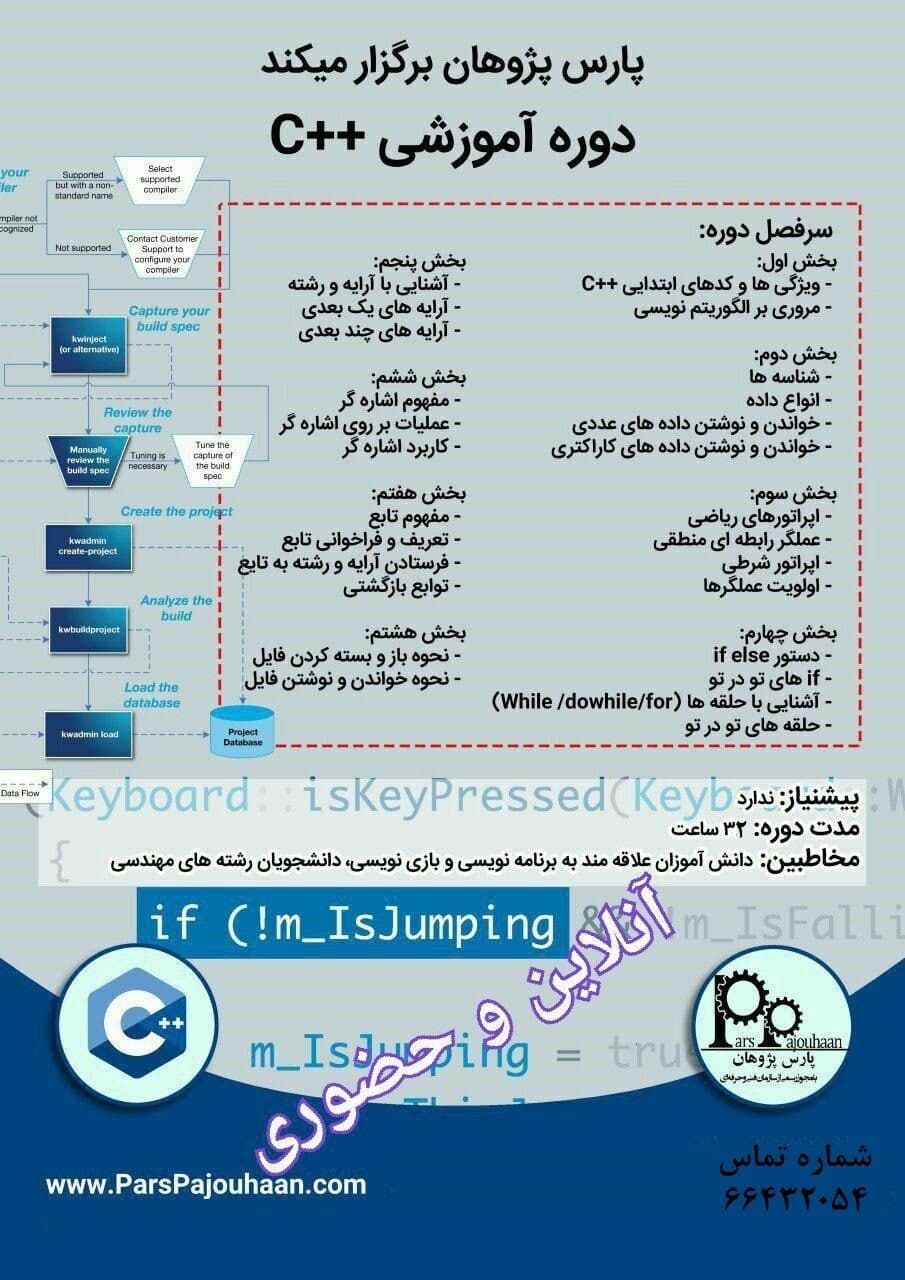 پارس پژوهان برگزار میکند
دوره آموزشی C++
سرفصل دوره:
بخش اول:
- ویژگی ها و کدهای ابتدایی C++
- مروری بر الگوریتم نویسی
بخش دوم:
- شناسه ها
- انواع داده
- خواندن و نوشتن داده های عددی
- خواندن و نوشتن داده های کاراکتری
بخش سوم:
- اپراتورهای ریاضی
- عملگر رابطه ای منطقی
- اپراتور شرطی
- اولویت عملگرها
بخش چهارم:
- دستور if else
- if های تو در تو
- آشنایی با حلقه ها (While /dowhile/for)
- حلقه های تو در تو
بخش پنجم:
- آشنایی با آرایه و رشته
- آرایه های یک بعدی
- آرایه های چند بعدی
بخش ششم:
- مفهوم اشاره گر
- عملیات بر روی اشاره گر
- کاربرد اشاره گر
بخش هفتم:
- مفهوم تابع
- تعریف و فراخوانی تابع
- فرستادن آرایه و رشته به تابع
- توابع بازگشتی
بخش هشتم:
- نحوه باز و بسته کردن فایل
- نحوه خواندن و نوشتن فایل
your
Supported
but with a non-
standard name
Select
supported
compiler
Not supported
Contact Customer
Support to
configure your
compiler
Capture your
build spec
kwinject
(or alternative)
Review the
capture
Manually
review the
build spec
Tuning is
necessary
Tune the
capture of
the build
spec
Create the project
kwadmin
create-project
Analyze the
build
kwbuildproject
Load the
database
kwadmin load
Project
Database
Data Flow
(Keyboard::isKeyPressed(Keyboard::W
{
پیشنیاز: ندارد
مدت دوره: ۳۲ ساعت
مخاطبین: دانش آموزان علاقه مند به برنامه نویسی و بازی نویسی، دانشجویان رشته های مهندسی
if (!m_IsJumping && !m_IsFalli
آنلاین و حضوری
m_IsJumping = true
C++
Pars Pajouhaan
پارس پژوهان
با مجوز رسمی از سازمان فنی و حرفه‌ای
www.ParsPajouhaan.com
شماره تماس
۶۶۴۳۲۰۵۴